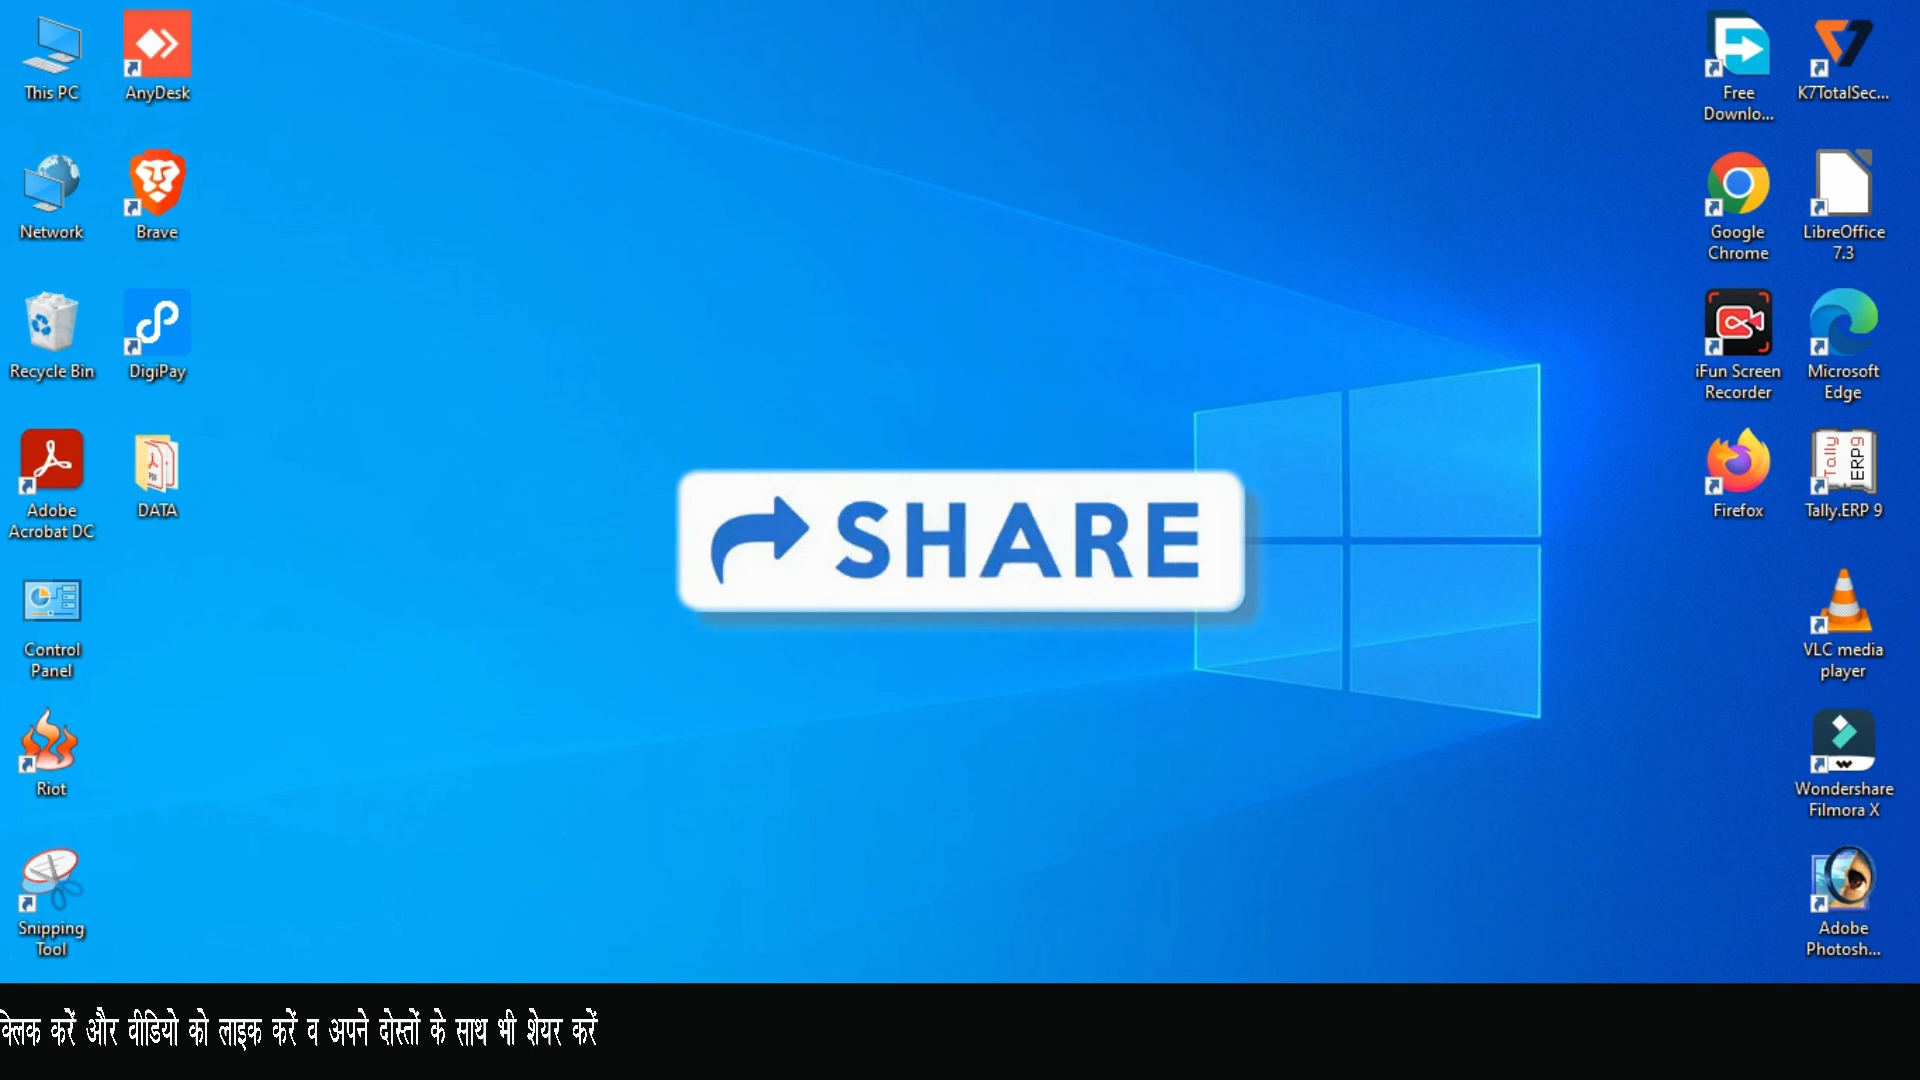 This PC
AnyDesk
Network
Brave
Recycle Bin
DigiPay
Adobe
Acrobat DC
DATA
Control
Panel
Riot
Snipping
Tool
SHARE
Free
Downlo...
K7TotalSec...
Google
Chrome
LibreOffice
7.3
iFun Screen
Recorder
Microsoft
Edge
Firefox
Tally
ERP9
Tally.ERP 9
VLC media
player
Wondershare
Filmora X
Adobe
Photosh...
क्लिक करें और वीडियो को लाइक करें व अपने दोस्तों के साथ भी शेयर करें